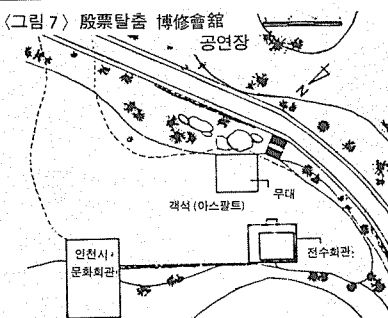 〈그림 7〉 殷票탈춤 博修會舘
공연장
N
무대
객석 (아스팔트)
전수회관
인천시
문화회관